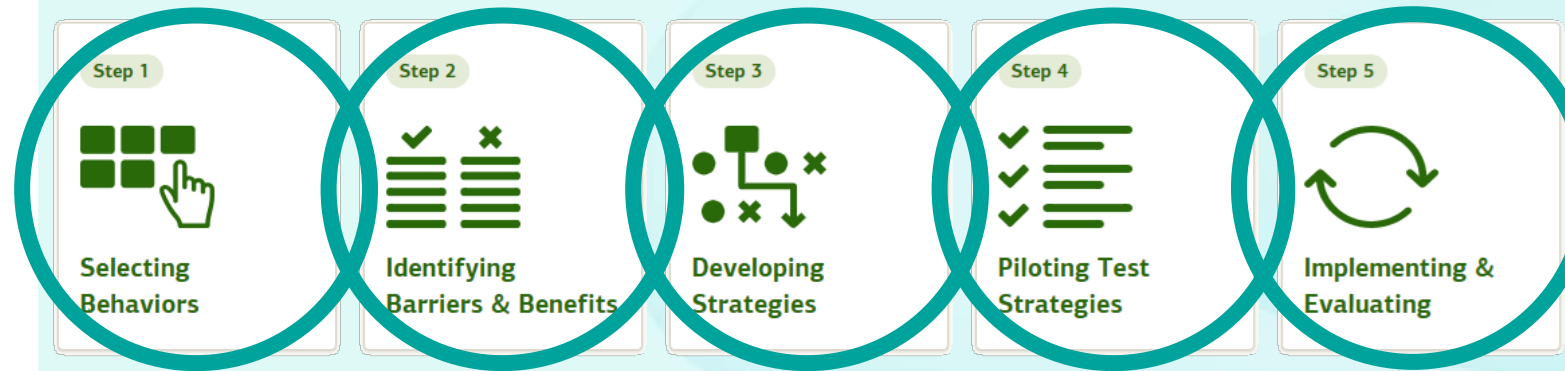 Step 1
Selecting
Behaviors
Step 2
Identifying
Barriers & Benefits
Step 3
Developing
Strategies
Step 4
Piloting Test
Strategies
Step 5
Implementing &
Evaluating